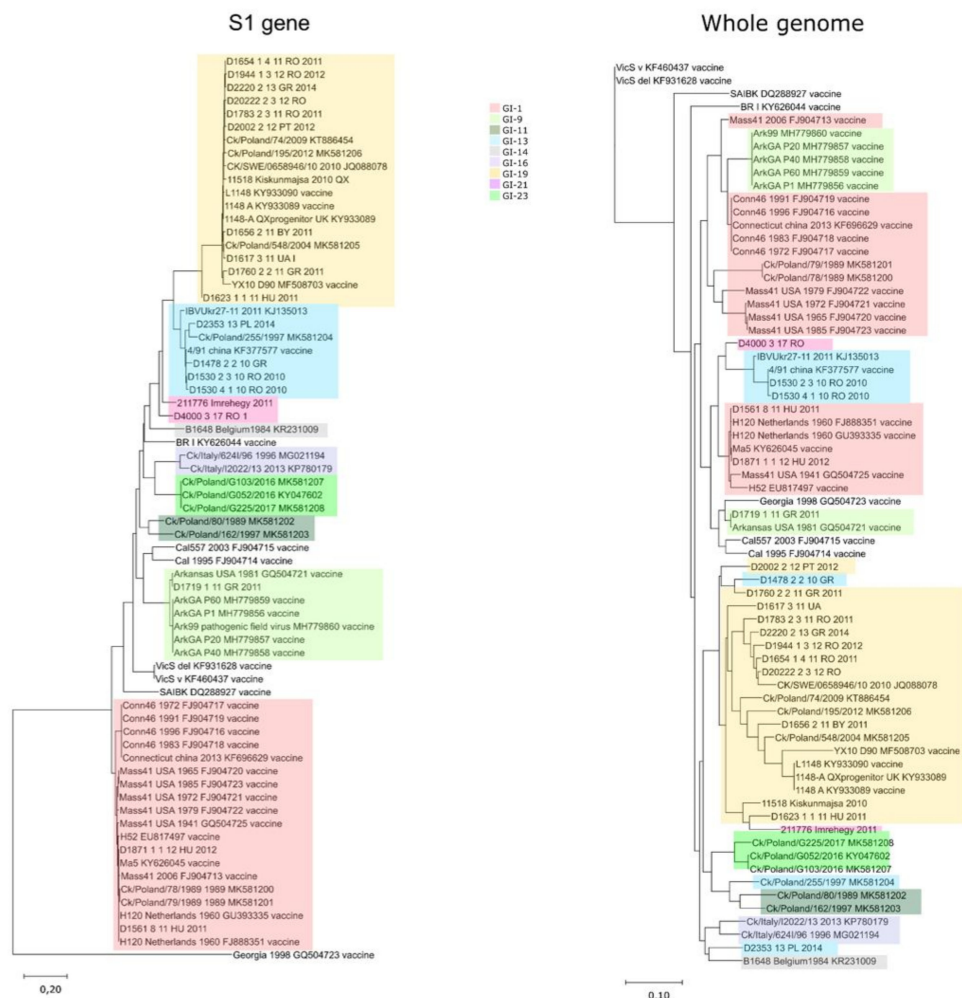 S1 gene
D1654 1 4 11 RO 2011
D1944 1 3 12 RO 2012
D2220 2 13 GR 2014
D20222 2 3 12 RO
D1783 2 3 11 RO 2011
D2002 2 12 PT 2012
Ck/Poland/74/2009 KT886454
Ck/Poland/195/2012 MK581206
CK/SWE/0658946/10 2010 JQ088078
11518 Kiskunmajsa 2010 QX
L1148 KY933090 vaccine
1148 A KY933089 vaccine
1148-A QXprogenitor UK KY933089
D1656 2 11 BY 2011
Ck/Poland/548/2004 MK581205
D1617 3 11 UA I
D1760 2 2 11 GR 2011
YX10 D90 MF508703 vaccine
D1623 1 1 11 HU 2011
IBVUkr27-11 2011 KJ135013
D2353 13 PL 2014
Ck/Poland/255/1997 MK581204
4/91 china KF377577 vaccine
D1478 2 2 10 GR
D1530 2 3 10 RO 2010
D1530 4 1 10 RO 2010
211776 Imrehegy 2011
D4000 3 17 RO 1
B1648 Belgium1984 KR231009
BR I KY626044 vaccine
Ck/Italy/624I/96 1996 MG021194
Ck/Italy/I2022/13 2013 KP780179
Ck/Poland/G103/2016 MK581207
Ck/Poland/G052/2016 KY047602
Ck/Poland/G225/2017 MK581208
Ck/Poland/80/1989 MK581202
Ck/Poland/162/1997 MK581203
Cal557 2003 FJ904715 vaccine
Cal 1995 FJ904714 vaccine
Arkansas USA 1981 GQ504721 vaccine
D1719 1 11 GR 2011
ArkGA P60 MH779859 vaccine
ArkGA P1 MH779856 vaccine
Ark99 pathogenic field virus MH779860 vaccine
ArkGA P20 MH779857 vaccine
ArkGA P40 MH779858 vaccine
VicS del KF931628 vaccine
VicS v KF460437 vaccine
SAIBK DQ288927 vaccine
Conn46 1972 FJ904717 vaccine
Conn46 1991 FJ904719 vaccine
Conn46 1996 FJ904716 vaccine
Conn46 1983 FJ904718 vaccine
Connecticut china 2013 KF696629 vaccine
Mass41 USA 1965 FJ904720 vaccine
Mass41 USA 1985 FJ904723 vaccine
Mass41 USA 1972 FJ904721 vaccine
Mass41 USA 1979 FJ904722 vaccine
Mass41 USA 1941 GQ504725 vaccine
H52 EU817497 vaccine
D1871 1 1 12 HU 2012
Ma5 KY626045 vaccine
Mass41 2006 FJ904713 vaccine
Ck/Poland/78/1989 1989 MK581200
Ck/Poland/79/1989 1989 MK581201
H120 Netherlands 1960 GU393335 vaccine
D1561 8 11 HU 2011
H120 Netherlands 1960 FJ888351 vaccine
Georgia 1998 GQ504723 vaccine
0,20
GI-1
GI-9
GI-11
GI-13
GI-14
GI-16
GI-19
GI-21
GI-23
Whole genome
VicS v KF460437 vaccine
VicS del KF931628 vaccine
SAIBK DQ288927 vaccine
BR I KY626044 vaccine
Mass41 2006 FJ904713 vaccine
Ark99 MH779860 vaccine
ArkGA P20 MH779857 vaccine
ArkGA P40 MH779858 vaccine
ArkGA P60 MH779859 vaccine
ArkGA P1 MH779856 vaccine
Conn46 1991 FJ904719 vaccine
Conn46 1996 FJ904716 vaccine
Connecticut china 2013 KF696629 vaccine
Conn46 1983 FJ904718 vaccine
Conn46 1972 FJ904717 vaccine
Ck/Poland/79/1989 MK581201
Ck/Poland/78/1989 MK581200
Mass41 USA 1979 FJ904722 vaccine
Mass41 USA 1972 FJ904721 vaccine
Mass41 USA 1965 FJ904720 vaccine
Mass41 USA 1985 FJ904723 vaccine
D4000 3 17 RO
IBVUkr27-11 2011 KJ135013
4/91 china KF377577 vaccine
D1530 2 3 10 RO 2010
D1530 4 1 10 RO 2010
D1561 8 11 HU 2011
H120 Netherlands 1960 FJ888351 vaccine
H120 Netherlands 1960 GU393335 vaccine
Ma5 KY626045 vaccine
D1871 1 1 12 HU 2012
Mass41 USA 1941 GQ504725 vaccine
H52 EU817497 vaccine
Georgia 1998 GQ504723 vaccine
D1719 1 11 GR 2011
Arkansas USA 1981 GQ504721 vaccine
Cal557 2003 FJ904715 vaccine
Cal 1995 FJ904714 vaccine
D2002 2 12 PT 2012
D1478 2 2 10 GR
D1760 2 2 11 GR 2011
D1617 3 11 UA
D1783 2 3 11 RO 2011
D2220 2 13 GR 2014
D1944 1 3 12 RO 2012
D1654 1 4 11 RO 2011
D20222 2 3 12 RO
CK/SWE/0658946/10 2010 JQ088078
Ck/Poland/74/2009 KT886454
Ck/Poland/195/2012 MK581206
D1656 2 11 BY 2011
Ck/Poland/548/2004 MK581205
YX10 D90 MF508703 vaccine
L1148 KY933090 vaccine
1148-A QXprogenitor UK KY933089
1148 A KY933089 vaccine
11518 Kiskunmajsa 2010
D1623 1 1 11 HU 2011
211776 Imrehegy 2011
Ck/Poland/G225/2017 MK581208
Ck/Poland/G052/2016 KY047602
Ck/Poland/G103/2016 MK581207
Ck/Poland/255/1997 MK581204
Ck/Poland/80/1989 MK581202
Ck/Poland/162/1997 MK581203
Ck/Italy/I2022/13 2013 KP780179
Ck/Italy/624I/96 1996 MG021194
D2353 13 PL 2014
B1648 Belgium1984 KR231009
0,10